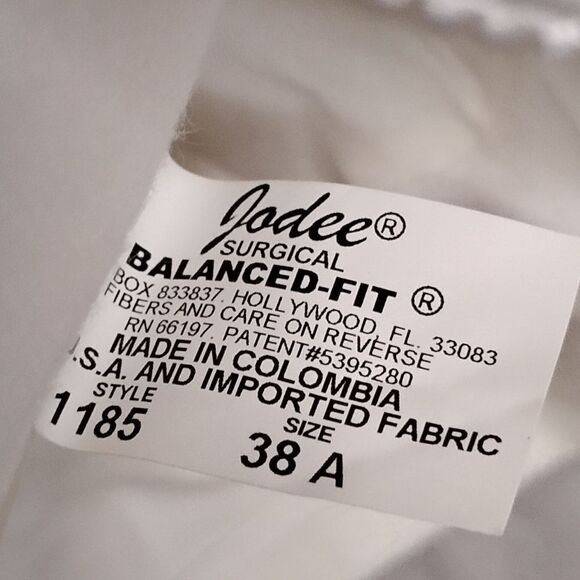 Jodee®
SURGICAL
BALANCED-FIT ®
BOX 833837, HOLLYWOOD, FL. 33083
FIBERS AND CARE ON REVERSE
RN 66197, PATENT#5395280
MADE IN COLOMBIA
.S.A. AND IMPORTED FABRIC
STYLE SIZE
1185 38 A